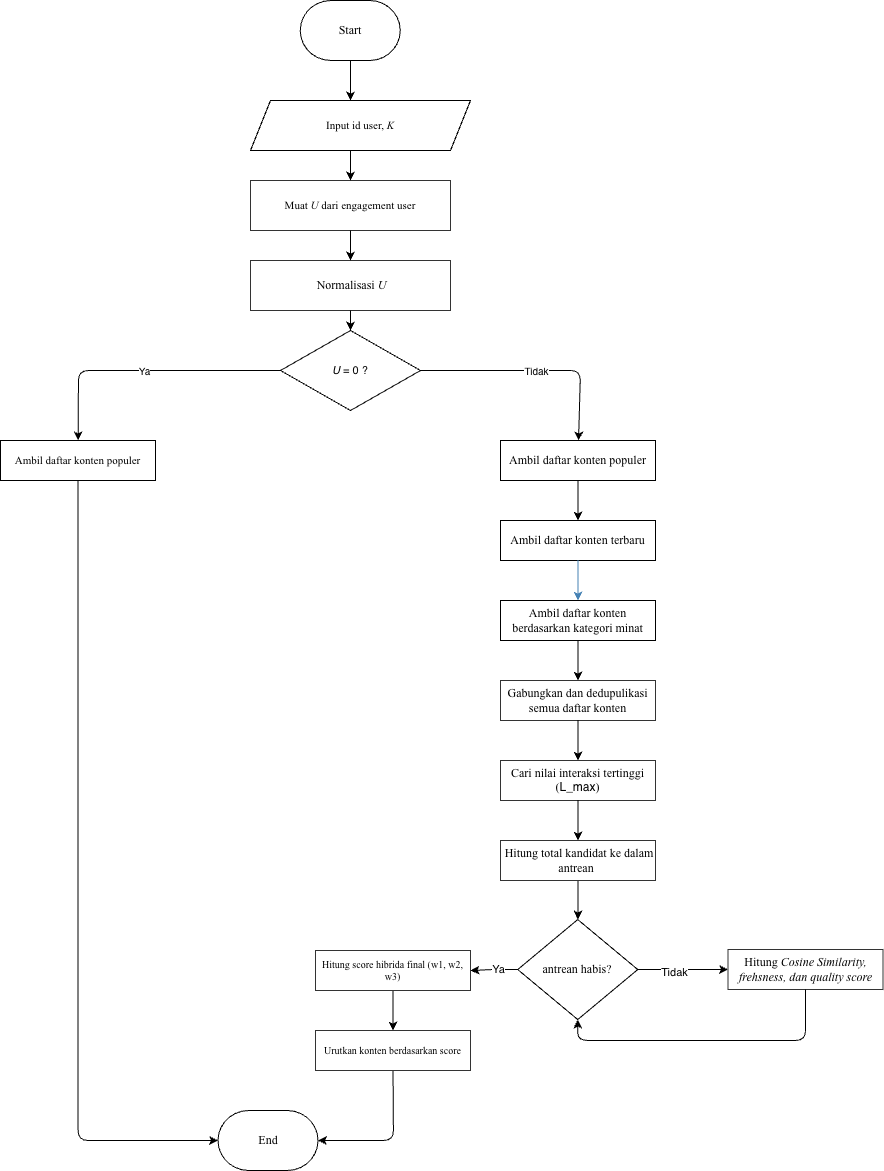 Start
Input id user, K
Muat U dari engagement user
Normalisasi U
U = 0 ?
Ya
Tidak
Ambil daftar konten populer
Ambil daftar konten populer
Ambil daftar konten terbaru
Ambil daftar konten
berdasarkan kategori minat
Gabungkan dan dedupulikasi
semua daftar konten
Cari nilai interaksi tertinggi
(L_max)
Hitung total kandidat ke dalam
antrean
antrean habis?
Ya
Tidak
Hitung score hibrida final (w1, w2,
w3)
Hitung Cosine Similarity,
frehsness, dan quality score
Urutkan konten berdasarkan score
End